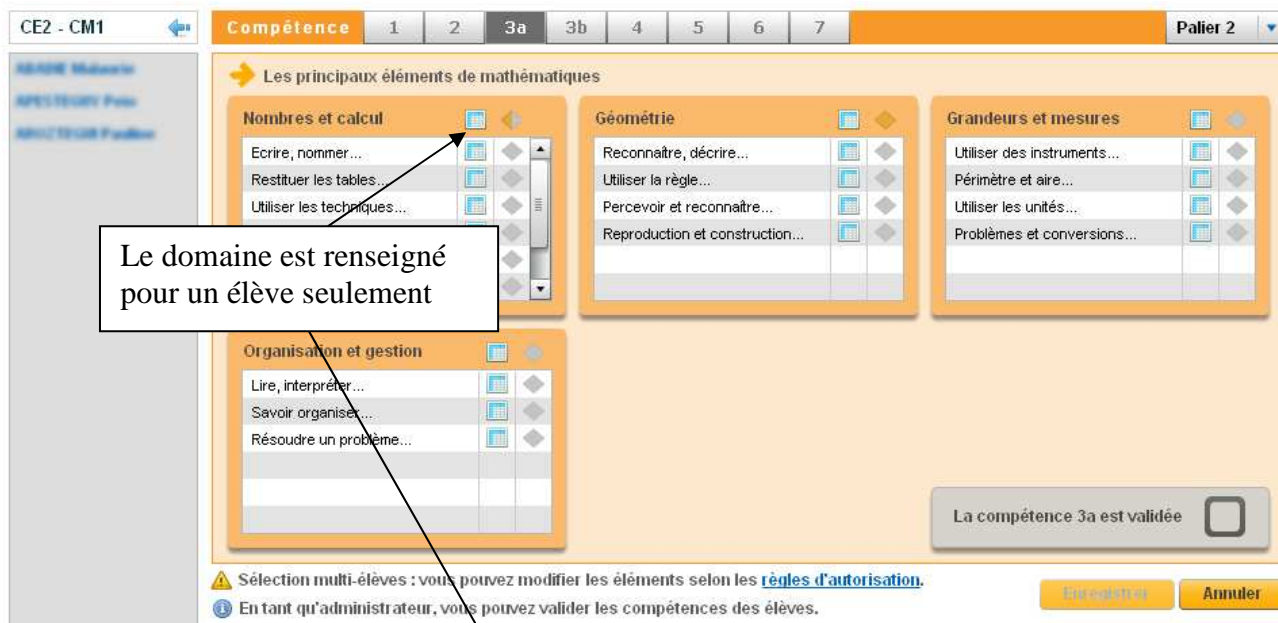 CE2 - CM1
Compétence 1 2 3a 3b 4 5 6 7
Palier 2
Les principaux éléments de mathématiques
Nombres et calcul
Ecrire, nommer...
Restituer les tables...
Utiliser les techniques...
Géométrie
Reconnaître, décrire...
Utiliser la règle...
Percevoir et reconnaître...
Reproduction et construction...
Grandeurs et mesures
Utiliser des instruments...
Périmètre et aire...
Utiliser les unités...
Problèmes et conversions...
Le domaine est renseigné
pour un élève seulement
Organisation et gestion
Lire, interpréter...
Savoir organiser...
Résoudre un problème...
La compétence 3a est validée
Sélection multi-élèves : vous pouvez modifier les éléments selon les règles d'autorisation.
En tant qu'administrateur, vous pouvez valider les compétences des élèves.
Enregistrer
Annuler